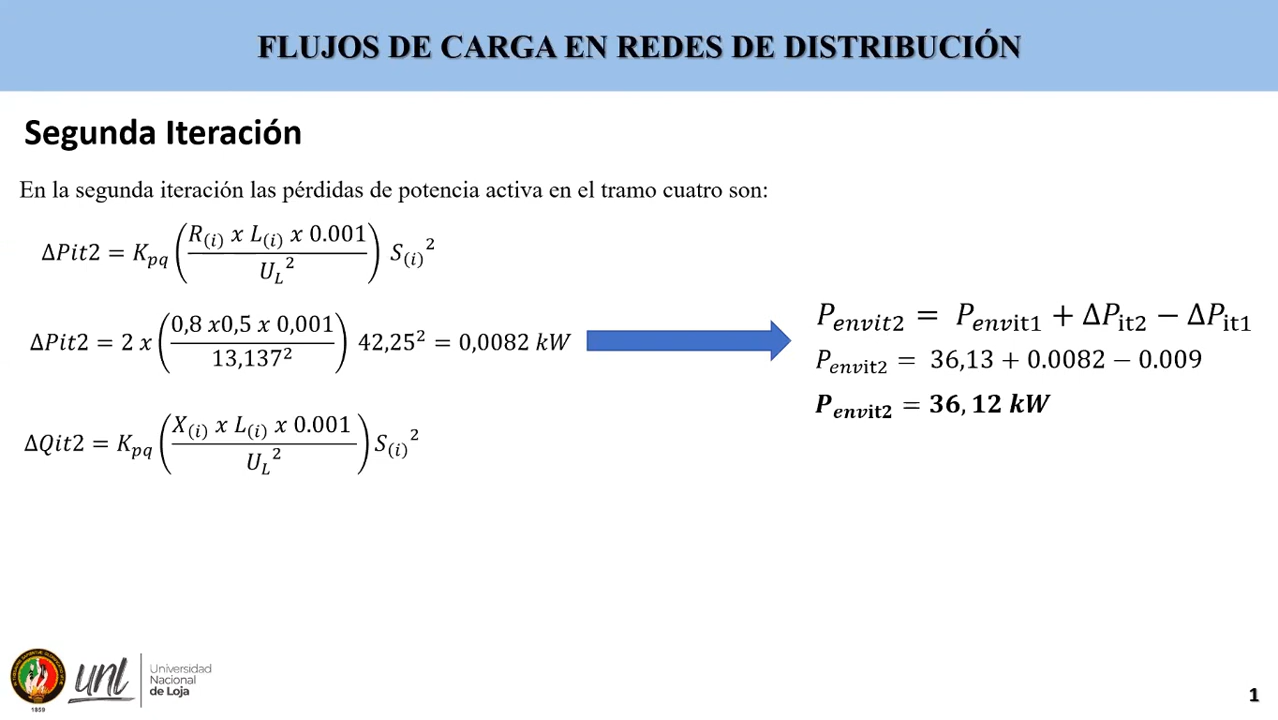 FLUJOS DE CARGA EN REDES DE DISTRIBUCIÓN
Segunda Iteración
En la segunda iteración las pérdidas de potencia activa en el tramo cuatro son:
ΔPit2 = K_pq (R_(i) x L_(i) x 0.001 / U_L²) S_(i)²
ΔPit2 = 2 x (0,8 x0,5 x 0,001 / 13,137²) 42,25² = 0,0082 kW
ΔQit2 = K_pq (X_(i) x L_(i) x 0.001 / U_L²) S_(i)²
P_envit2 = P_envit1 + ΔP_it2 − ΔP_it1
P_envit2 = 36,13 + 0.0082 − 0.009
P_envit2 = 36,12 kW
1859
unl
Universidad
Nacional
de Loja
1